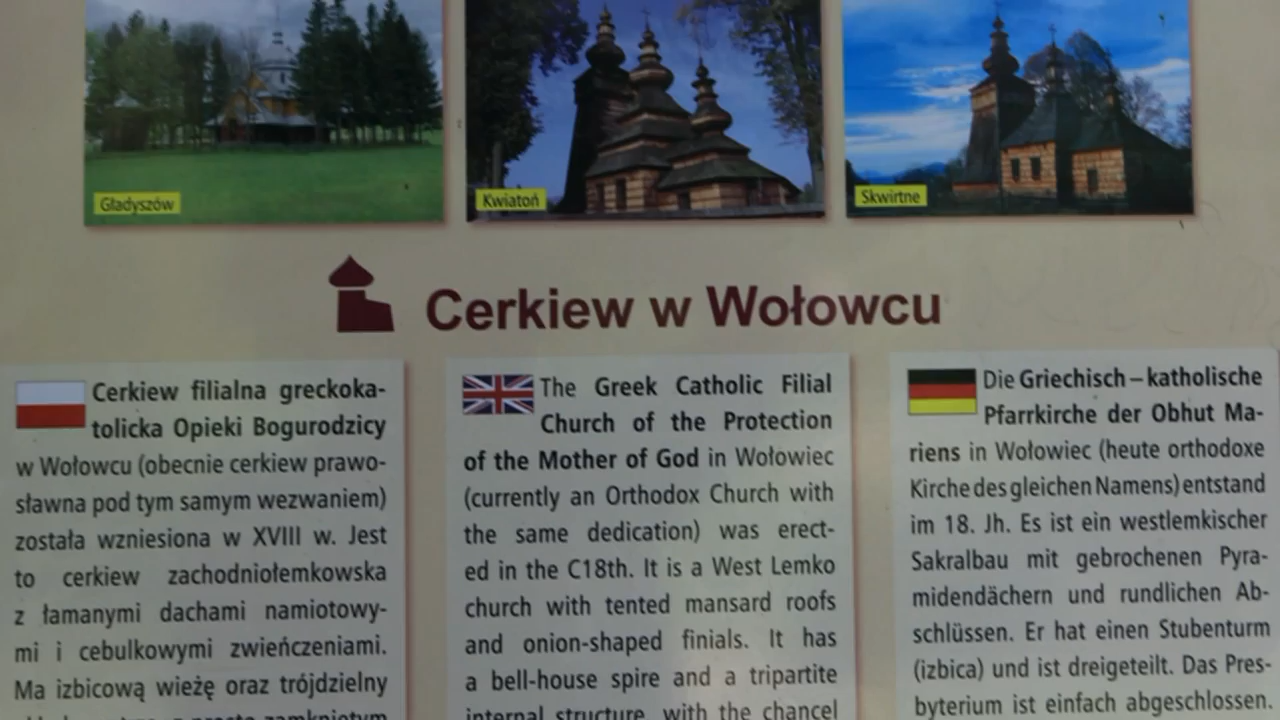 Gładyszów
Kwiatoń
Skwirtne
Cerkiew w Wołowcu
Cerkiew filialna greckoka-
tolicka Opieki Bogurodzicy
w Wołowcu (obecnie cerkiew prawo-
sławna pod tym samym wezwaniem)
została wzniesiona w XVIII w. Jest
to cerkiew zachodniołemkowska
z łamanymi dachami namiotowy-
mi i cebulkowymi zwieńczeniami.
Ma izbicową wieżę oraz trójdzielny
The Greek Catholic Filial
Church of the Protection
of the Mother of God in Wołowiec
(currently an Orthodox Church with
the same dedication) was erect-
ed in the C18th. It is a West Lemko
church with tented mansard roofs
and onion-shaped finials. It has
a bell-house spire and a tripartite
internal structure, with the chancel
Die Griechisch – katholische
Pfarrkirche der Obhut Ma-
riens in Wołowiec (heute orthodoxe
Kirche des gleichen Namens) entstand
im 18. Jh. Es ist ein westlemkischer
Sakralbau mit gebrochenen Pyra-
midendächern und rundlichen Ab-
schlüssen. Er hat einen Stubenturm
(izbica) und ist dreigeteilt. Das Pres-
byterium ist einfach abgeschlossen.